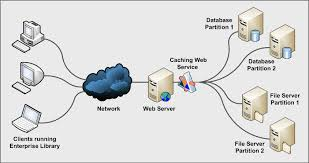 Database
Partition 1
Caching Web
Service
Database
Partition 2
Network
Web Server
File Server
Partition 1
Clients running
Enterprise Library
File Server
Partition 2